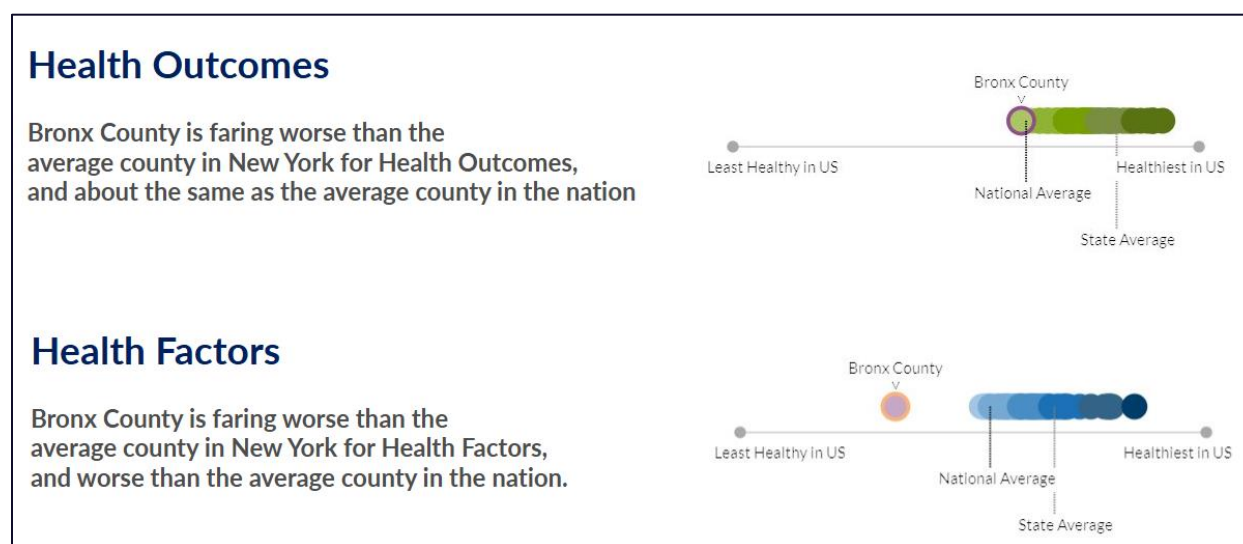 Health Outcomes
Bronx County is faring worse than the
average county in New York for Health Outcomes,
and about the same as the average county in the nation
Bronx County
Least Healthy in US
Healthiest in US
National Average
State Average
Health Factors
Bronx County is faring worse than the
average county in New York for Health Factors,
and worse than the average county in the nation.
Bronx County
Least Healthy in US
Healthiest in US
National Average
State Average